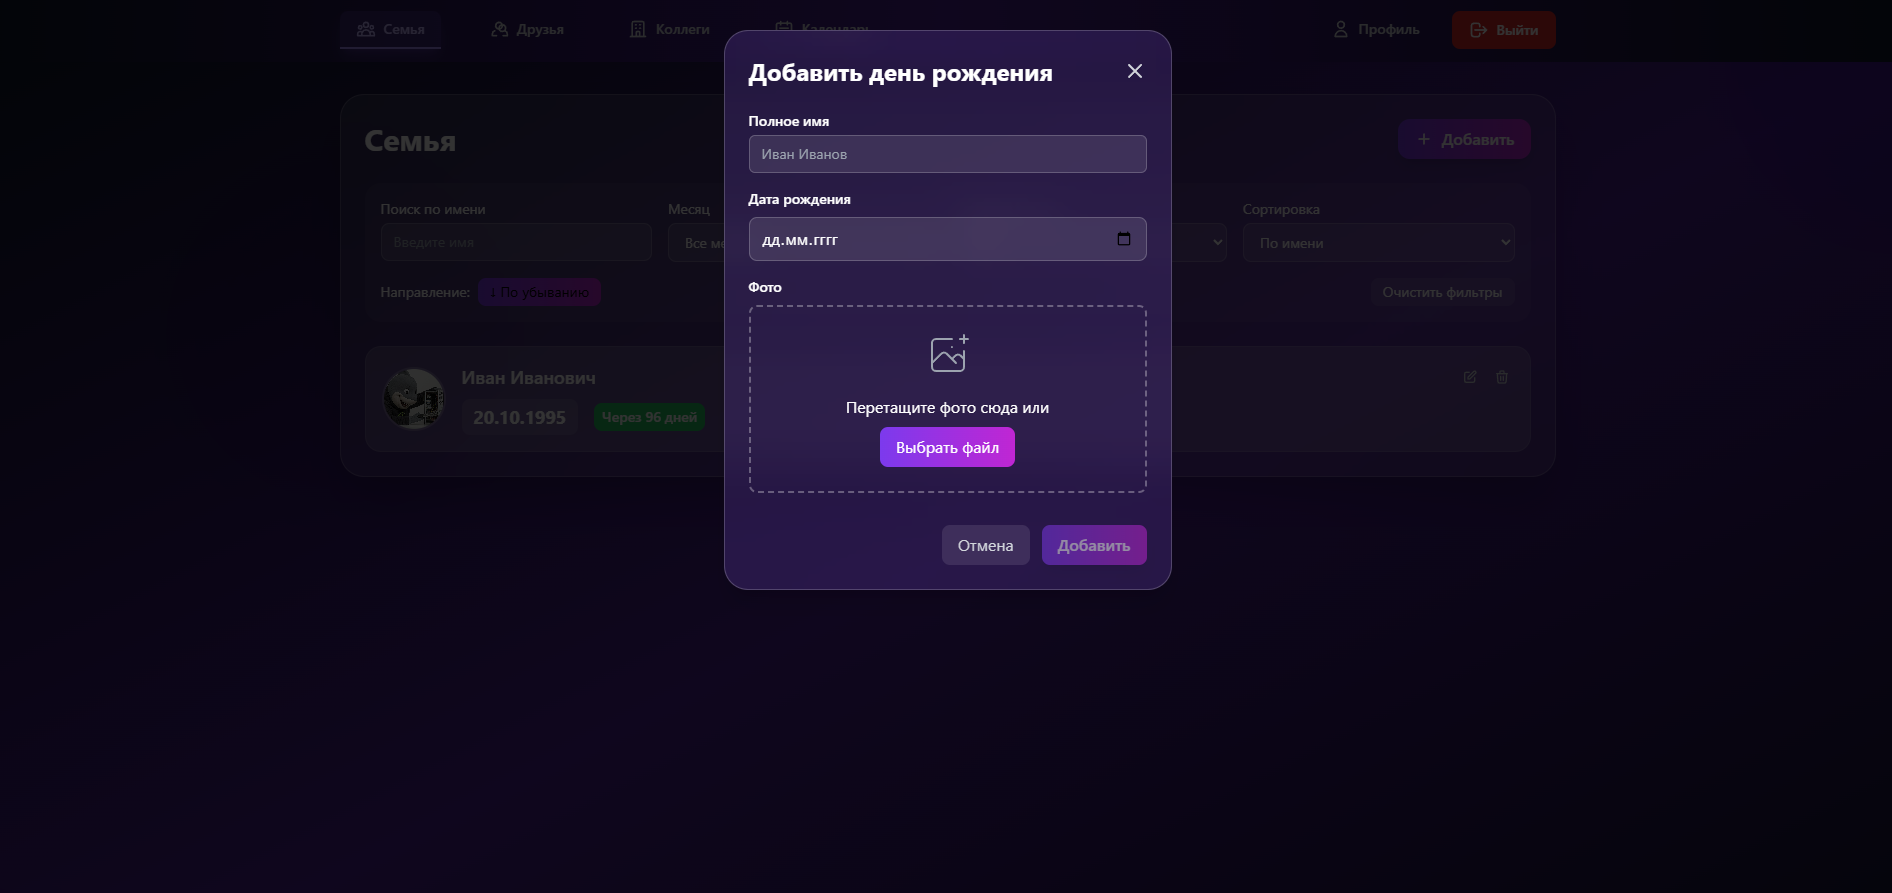 Семья
Друзья
Коллеги
Календарь
Профиль
Выйти
Добавить день рождения
Полное имя
Иван Иванов
Дата рождения
дд.мм.гггг
Фото
Перетащите фото сюда или
Выбрать файл
Отмена
Добавить
Семья
Добавить
Поиск по имени
Месяц
Сортировка
Введите имя
Все
По имени
Направление:
↓ По убыванию
Очистить фильтры
Иван Иванович
20.10.1995
Через 96 дней